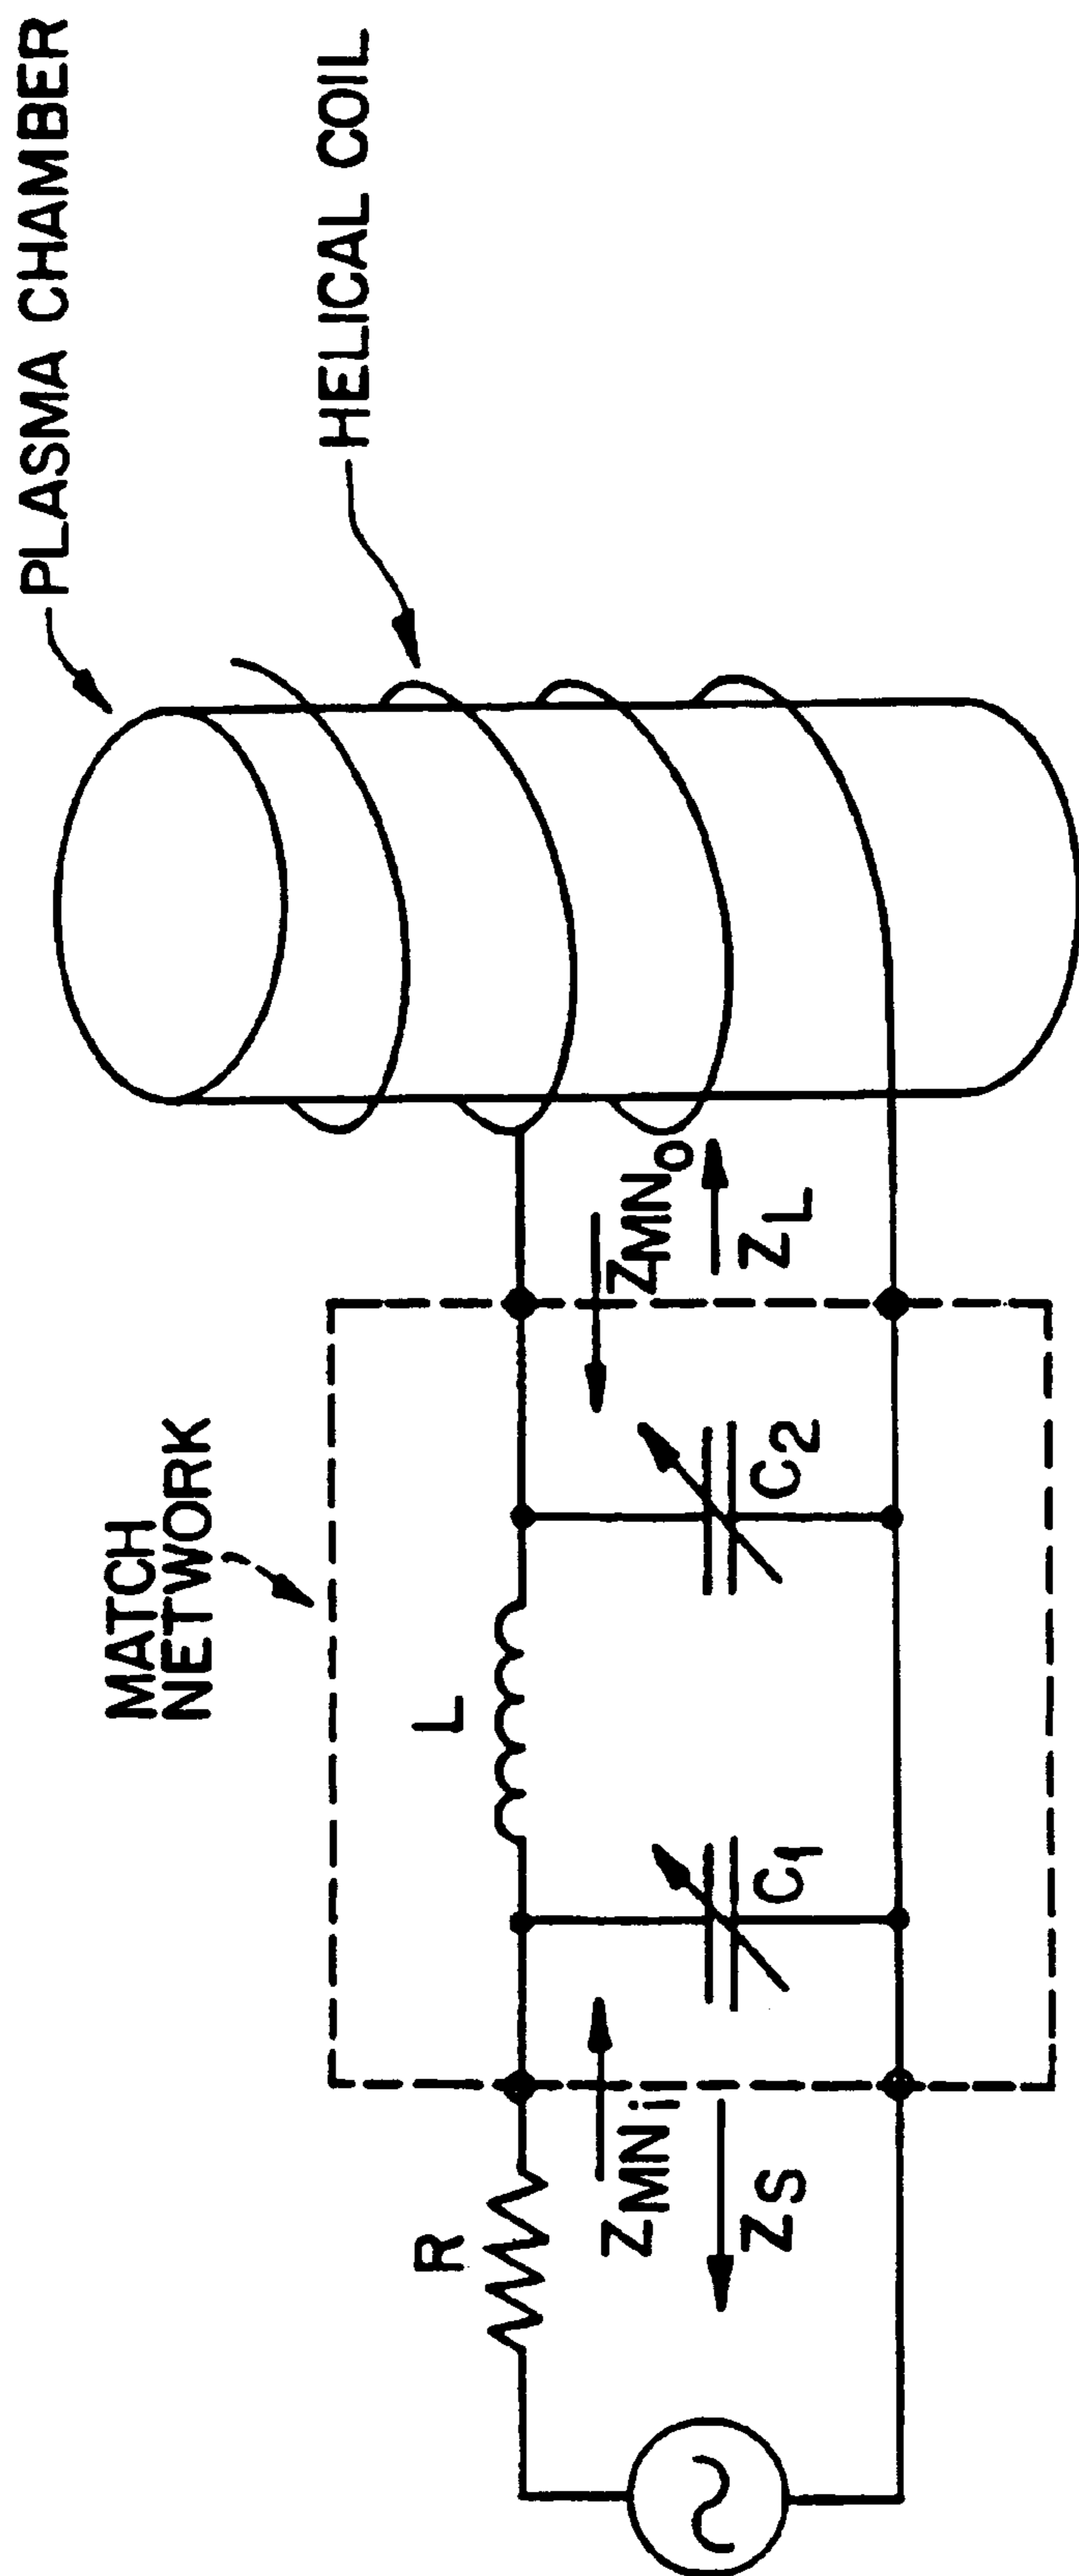 PLASMA CHAMBER
HELICAL COIL
MATCH
NETWORK
R
L
C1
C2
ZMNi
ZS
ZMNo
ZL